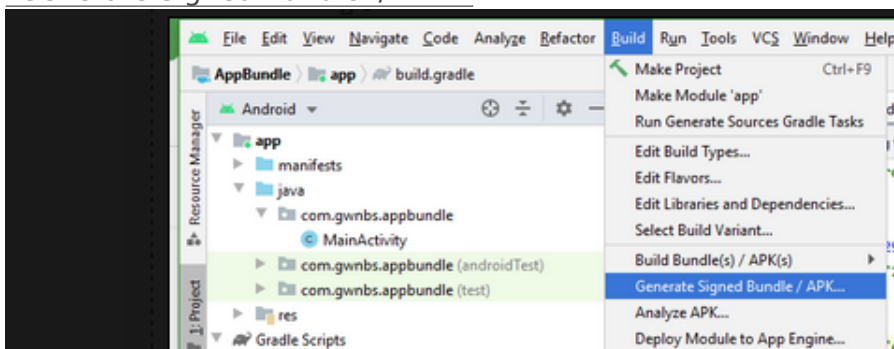 File Edit View Navigate Code Analyze Refactor Build Run Tools VCS Window Help
AppBundle app build.gradle
Android
Resource Manager
1: Project
app
manifests
java
com.gwnbs.appbundle
MainActivity
com.gwnbs.appbundle (androidTest)
com.gwnbs.appbundle (test)
res
Gradle Scripts
Make Project Ctrl+F9
Make Module 'app'
Run Generate Sources Gradle Tasks
Edit Build Types...
Edit Flavors...
Edit Libraries and Dependencies...
Select Build Variant...
Build Bundle(s) / APK(s)
Generate Signed Bundle / APK...
Analyze APK...
Deploy Module to App Engine...